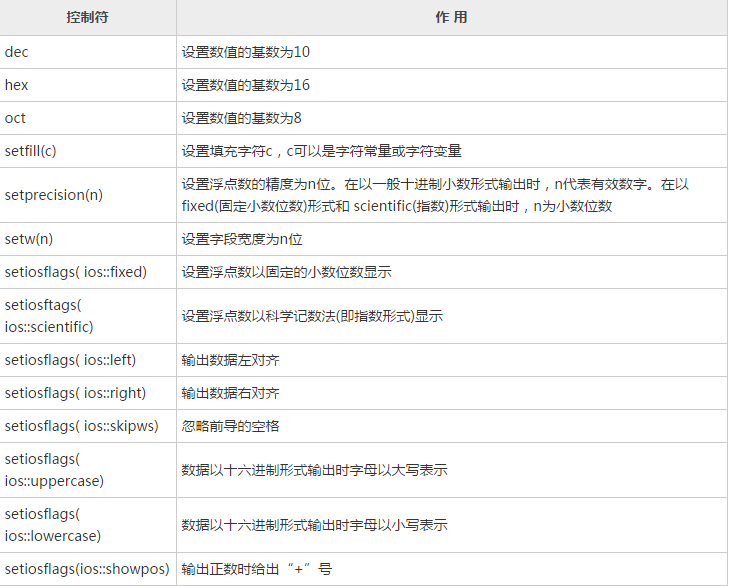 控制符 作 用
dec 设置数值的基数为10
hex 设置数值的基数为16
oct 设置数值的基数为8
setfill(c) 设置填充字符c，c可以是字符常量或字符变量
setprecision(n) 设置浮点数的精度为n位。在以一般十进制小数形式输出时，n代表有效数字。在以
fixed(固定小数位数)形式和 scientific(指数)形式输出时，n为小数位数
setw(n) 设置字段宽度为n位
setiosflags( ios::fixed) 设置浮点数以固定的小数位数显示
setiosftags(
ios::scientific) 设置浮点数以科学记数法(即指数形式)显示
setiosflags( ios::left) 输出数据左对齐
setiosflags( ios::right) 输出数据右对齐
setiosflags( ios::skipws) 忽略前导的空格
setiosflags(
ios::uppercase) 数据以十六进制形式输出时字母以大写表示
setiosflags(
ios::lowercase) 数据以十六进制形式输出时宇母以小写表示
setiosflags(ios::showpos) 输出正数时给出“+”号